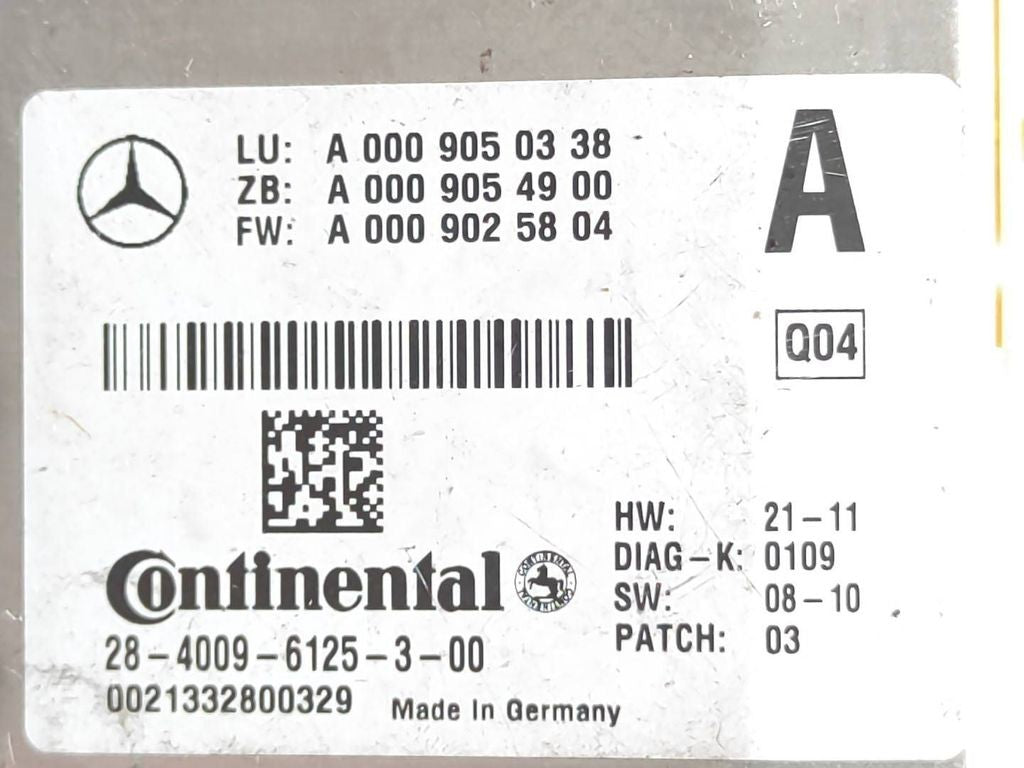 LU: A 000 905 03 38
ZB: A 000 905 49 00
FW: A 000 902 58 04
A
Q04
HW: 21-11
DIAG-K: 0109
SW: 08-10
PATCH: 03
Continental
28-4009-6125-3-00
0021332800329
Made In Germany